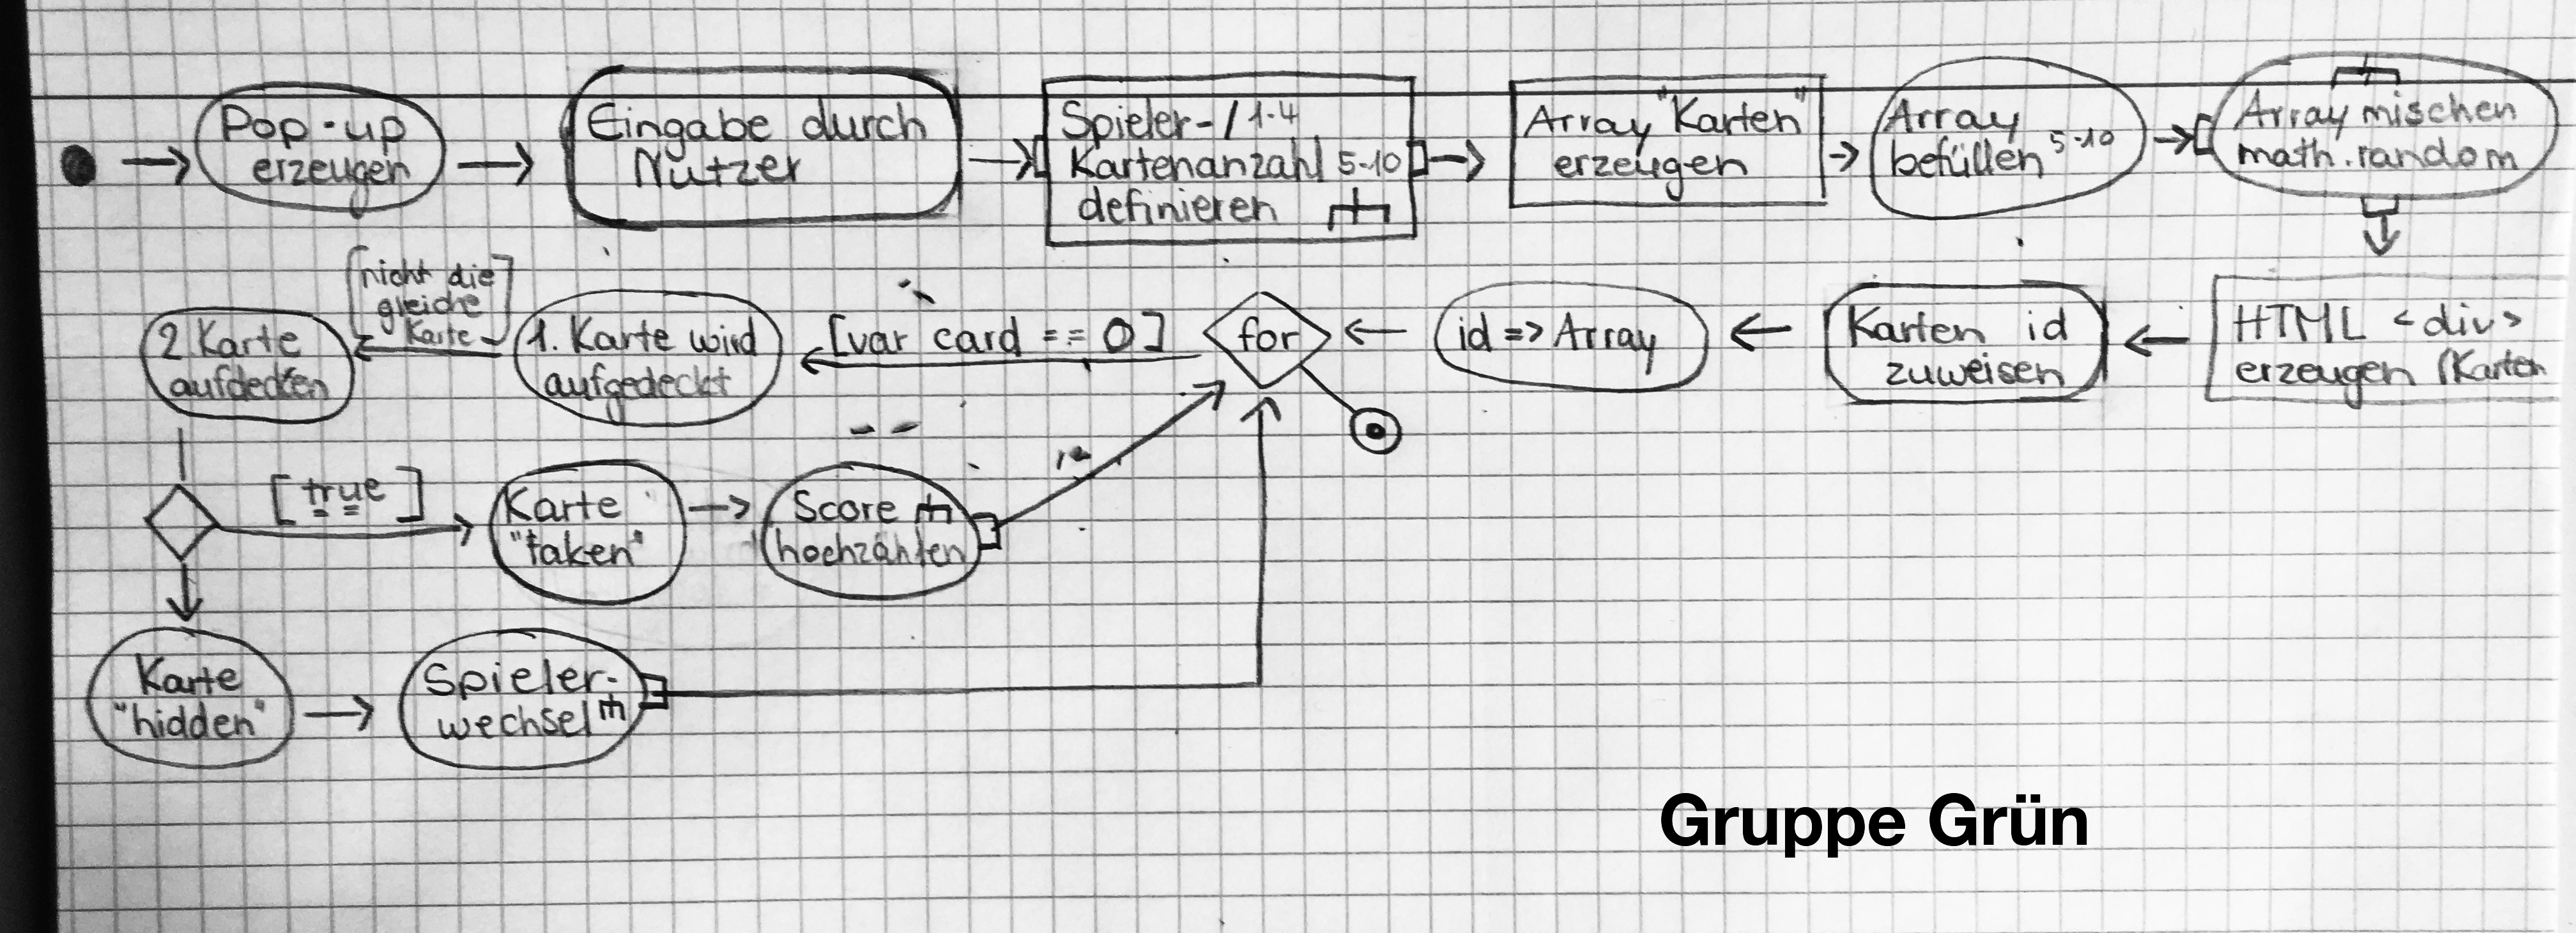 Pop-up
erzeugen
Eingabe durch
Nutzer
Spieler-/ 1-4
Kartenanzahl 5-10
definieren
Array "Karten"
erzeugen
Array
befüllen 5-10
Array mischen
math.random
HTML <div>
erzeugen (Karten
Karten id
zuweisen
id => Array
for
[var card == 0]
1. Karte wird
aufgedeckt
[nicht die
gleiche
Karte]
2. Karte
aufdecken
[true]
Karte
"taken"
Score
hochzählen
Karte
"hidden"
Spieler-
wechsel
Gruppe Grün